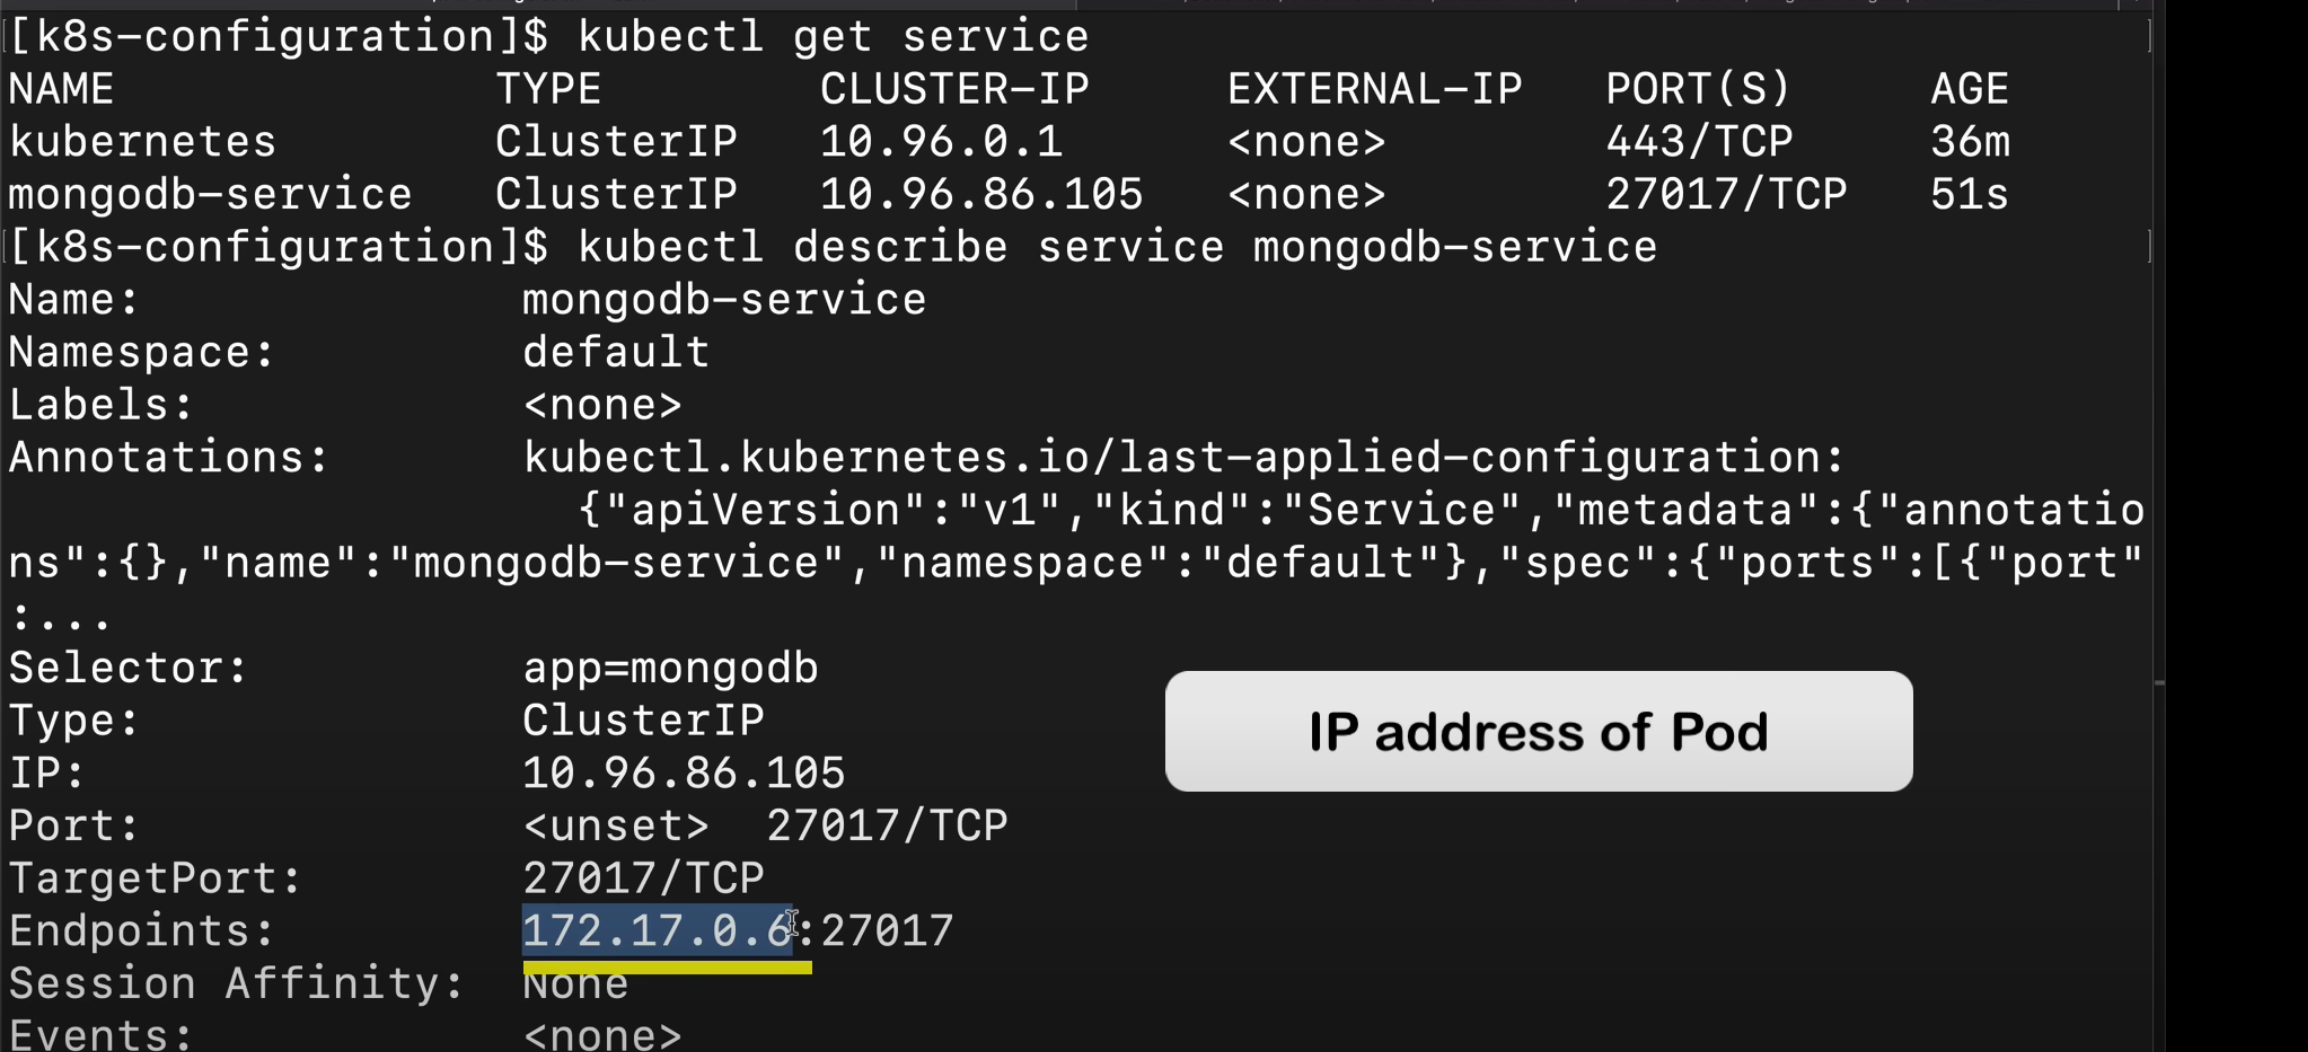 [k8s-configuration]$ kubectl get service
NAME TYPE CLUSTER-IP EXTERNAL-IP PORT(S) AGE
kubernetes ClusterIP 10.96.0.1 <none> 443/TCP 36m
mongodb-service ClusterIP 10.96.86.105 <none> 27017/TCP 51s
[k8s-configuration]$ kubectl describe service mongodb-service
Name: mongodb-service
Namespace: default
Labels: <none>
Annotations: kubectl.kubernetes.io/last-applied-configuration:
{"apiVersion":"v1","kind":"Service","metadata":{"annotatio
ns":{},"name":"mongodb-service","namespace":"default"},"spec":{"ports":[{"port"
:...
Selector: app=mongodb
Type: ClusterIP
IP: 10.96.86.105
Port: <unset> 27017/TCP
TargetPort: 27017/TCP
Endpoints: 172.17.0.6:27017
Session Affinity: None
Events: <none>
IP address of Pod